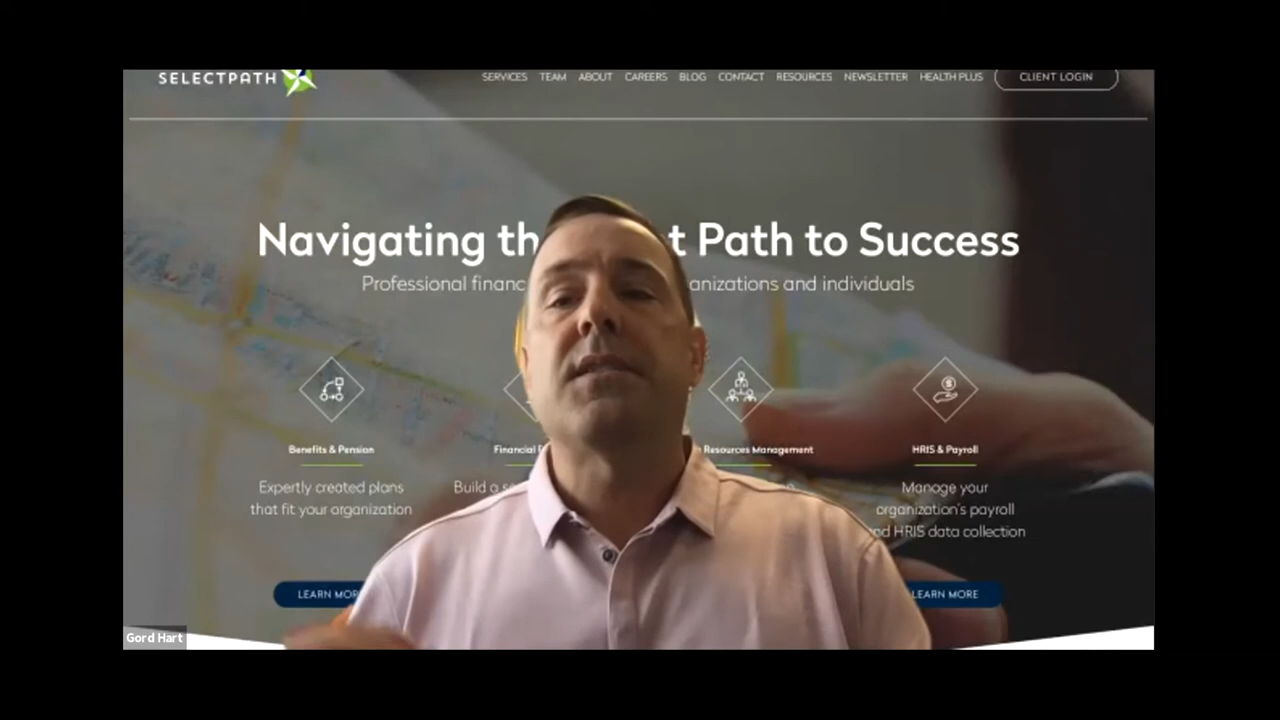 SELECTPATH
SERVICES TEAM ABOUT CAREERS BLOG CONTACT RESOURCES NEWSLETTER HEALTH PLUS CLIENT LOGIN
Navigating th t Path to Success
Professional financ anizations and individuals
Benefits & Pension Financial Resources Management HRIS & Payroll
Expertly created plans Build a Manage your
that fit your organization organization's payroll
nd HRIS data collection
LEARN MOR LEARN MORE
Gord Hart